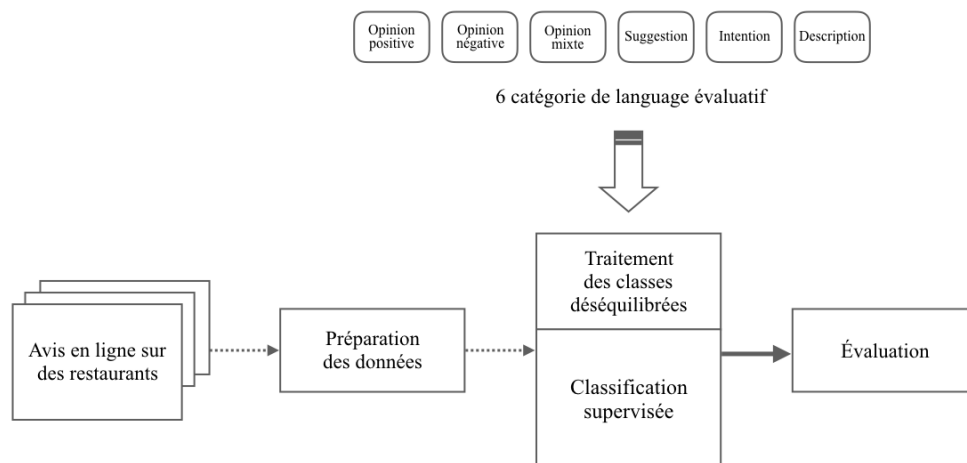 Opinion
positive
Opinion
négative
Opinion
mixte
Suggestion
Intention
Description
6 catégorie de language évaluatif
Traitement
des classes
déséquilibrées
Avis en ligne sur
des restaurants
Préparation
des données
Classification
supervisée
Évaluation